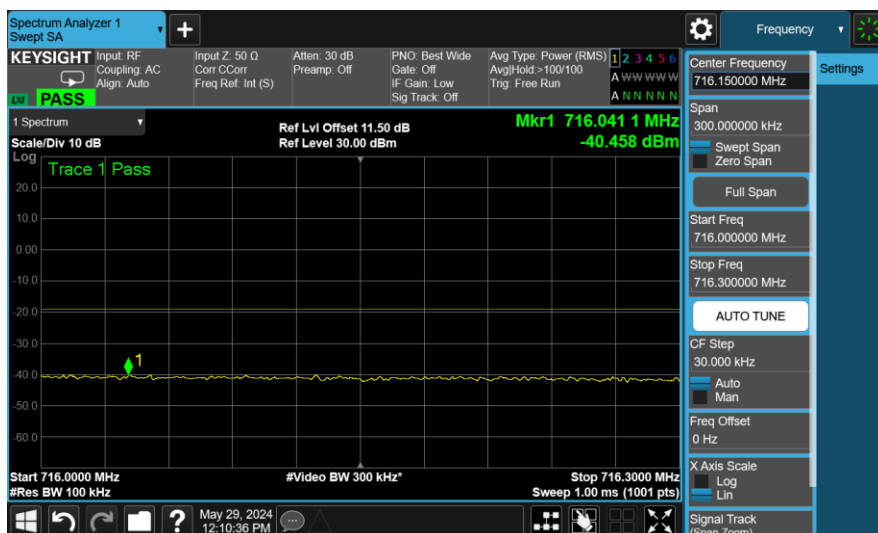 Spectrum Analyzer 1
Swept SA
Frequency
KEYSIGHT
Input: RF
Coupling: AC
Align: Auto
Input Z: 50 Ω
Corr CCorr
Freq Ref: Int (S)
Atten: 30 dB
Preamp: Off
PNO: Best Wide
Gate: Off
IF Gain: Low
Sig Track: Off
Avg Type: Power (RMS)
Avg|Hold:>100/100
Trig: Free Run
1 2 3 4 5 6
A W W W W W
A N N N N N
LXI
PASS
1 Spectrum
Scale/Div 10 dB
Ref Lvl Offset 11.50 dB
Ref Level 30.00 dBm
Mkr1 716.041 1 MHz
-40.458 dBm
Log
Trace 1 Pass
20.0
10.0
0.00
-10.0
-20.0
-30.0
1
-40.0
-50.0
-60.0
Start 716.0000 MHz
#Res BW 100 kHz
#Video BW 300 kHz*
Stop 716.3000 MHz
Sweep 1.00 ms (1001 pts)
May 29, 2024
12:10:36 PM
Center Frequency
716.150000 MHz
Settings
Span
300.000000 kHz
Swept Span
Zero Span
Full Span
Start Freq
716.000000 MHz
Stop Freq
716.300000 MHz
AUTO TUNE
CF Step
30.000 kHz
Auto
Man
Freq Offset
0 Hz
X Axis Scale
Log
Lin
Signal Track
(Span Zoom)